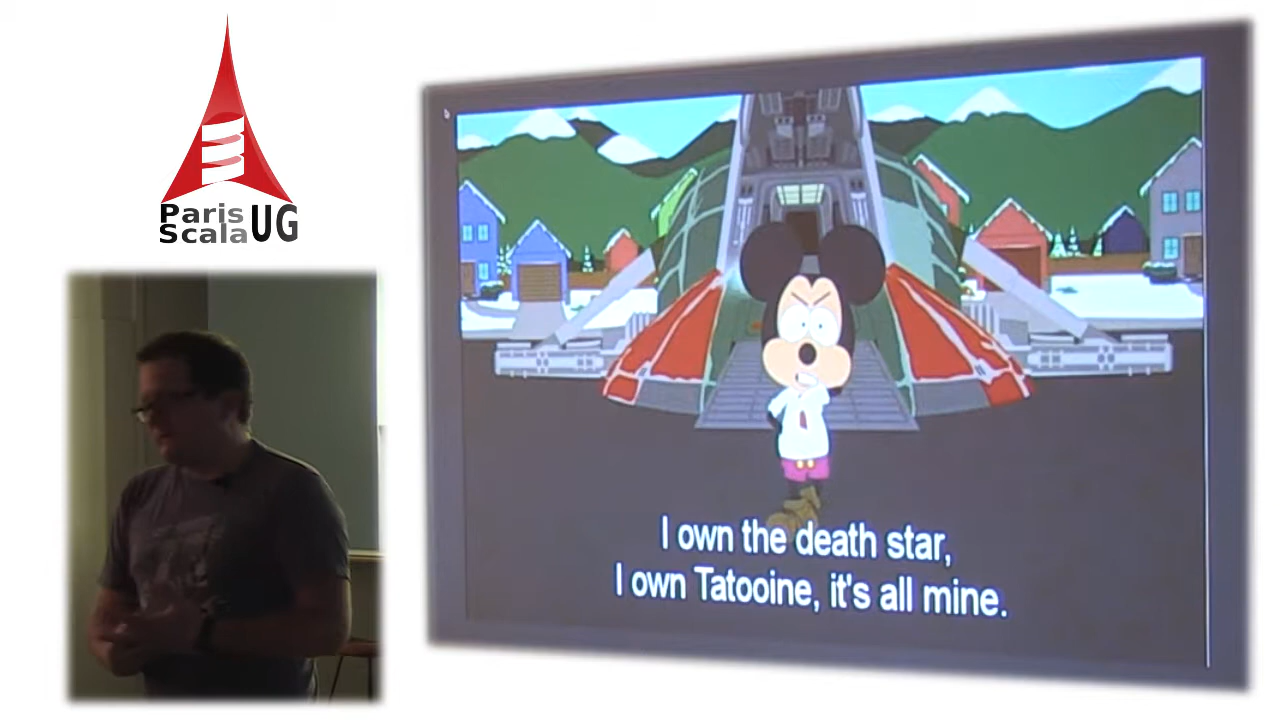 Paris
Scala UG
I own the death star,
I own Tatooine, it's all mine.